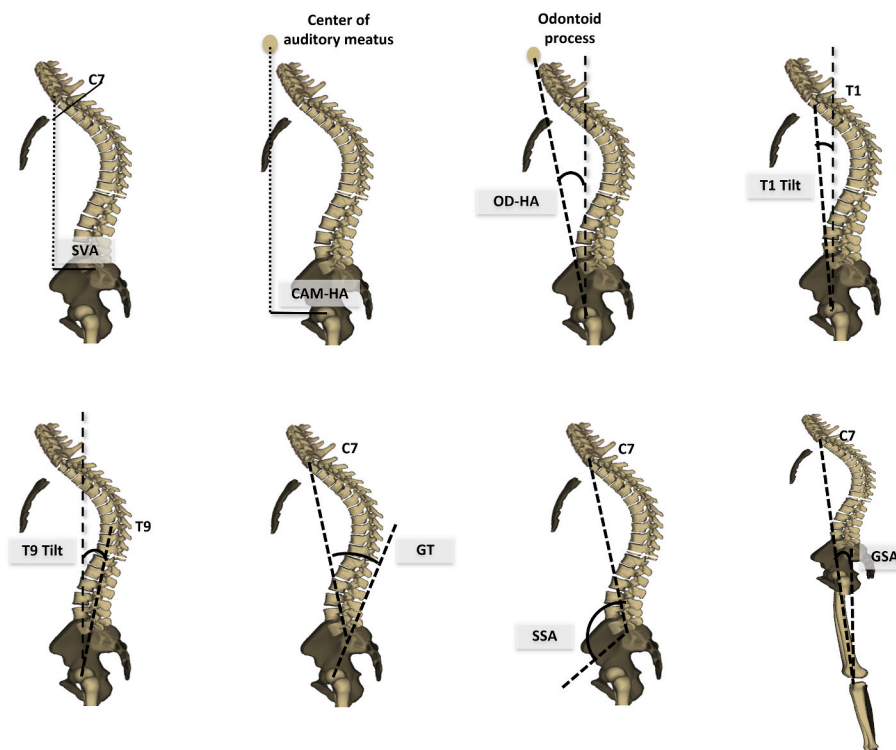 C7
SVA
Center of
auditory meatus
CAM-HA
Odontoid
process
OD-HA
T1
T1 Tilt
T9
T9 Tilt
C7
GT
C7
SSA
C7
GSA